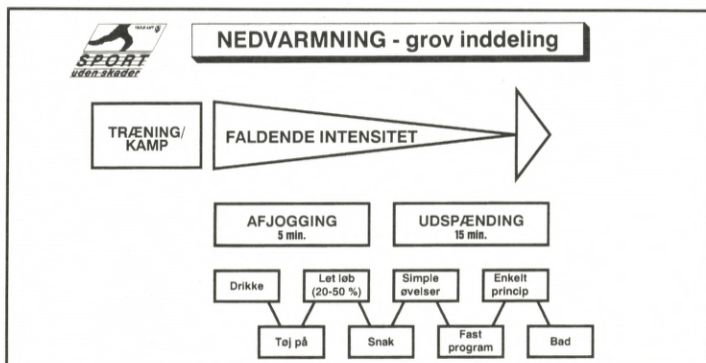 NEDVARMNING - grov inddeling
SPORT
uden skader
TRÆNING/
KAMP
FALDENDE INTENSITET
AFJOGGING
5 min.
UDSPÆNDING
15 min.
Drikke
Let løb
(20-50 %)
Simple
øvelser
Enkelt
princip
Tøj på
Snak
Fast
program
Bad